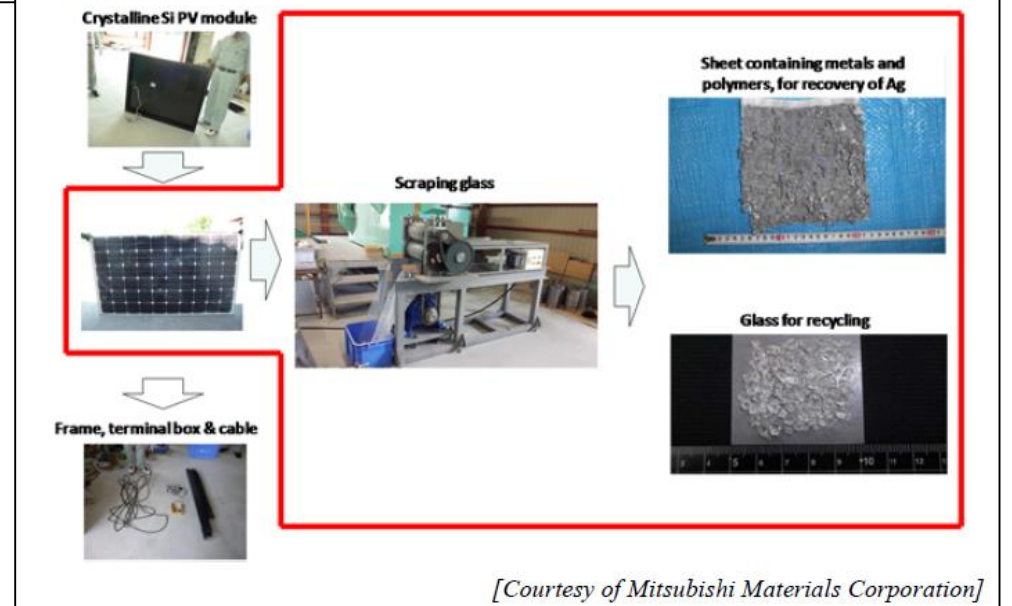 Crystalline Si PV module
Sheet containing metals and
polymers, for recovery of Ag
Scraping glass
Glass for recycling
Frame, terminal box & cable
[Courtesy of Mitsubishi Materials Corporation]